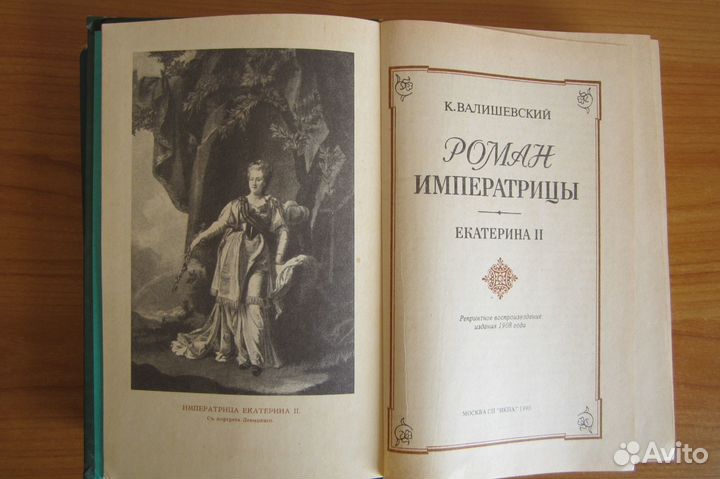 ИМПЕРАТРИЦА ЕКАТЕРИНА II.
Съ портрета Левицкаго.
К. ВАЛИШЕВСКИЙ
РОМАН
ИМПЕРАТРИЦЫ
ЕКАТЕРИНА II
Репринтное воспроизведение
издания 1908 года
МОСКВА СП "ИКПА" 1990
Avito